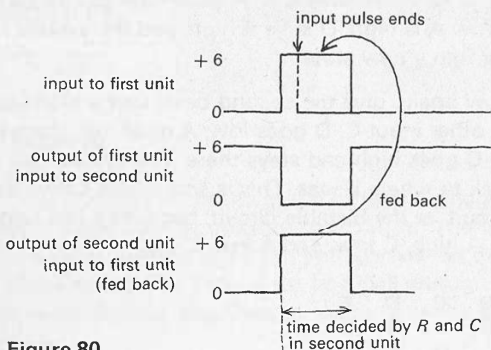 input pulse ends
+ 6
input to first unit
0
output of first unit
+ 6
input to second unit
0
fed back
output of second unit
+ 6
input to first unit
(fed back)
0
time decided by R and C
in second unit
Figure 80